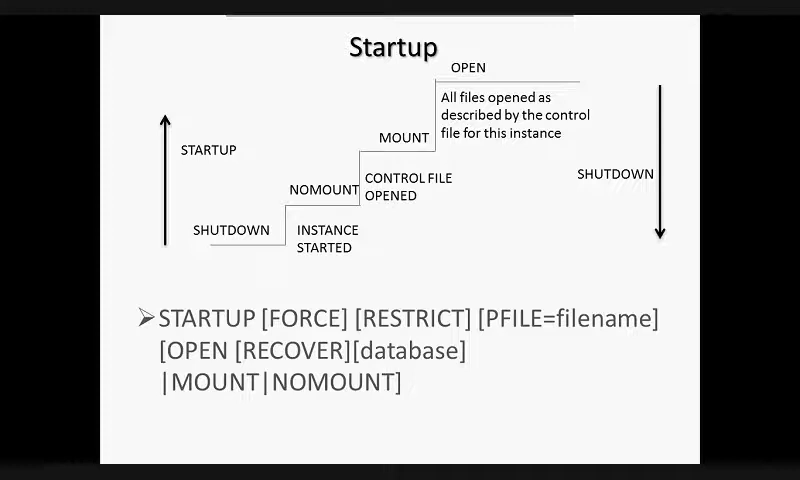 Startup
OPEN
All files opened as
described by the control
file for this instance
MOUNT
STARTUP
CONTROL FILE
OPENED
SHUTDOWN
NOMOUNT
SHUTDOWN
INSTANCE
STARTED
➢STARTUP [FORCE] [RESTRICT] [PFILE=filename]
[OPEN [RECOVER][database]
|MOUNT|NOMOUNT]